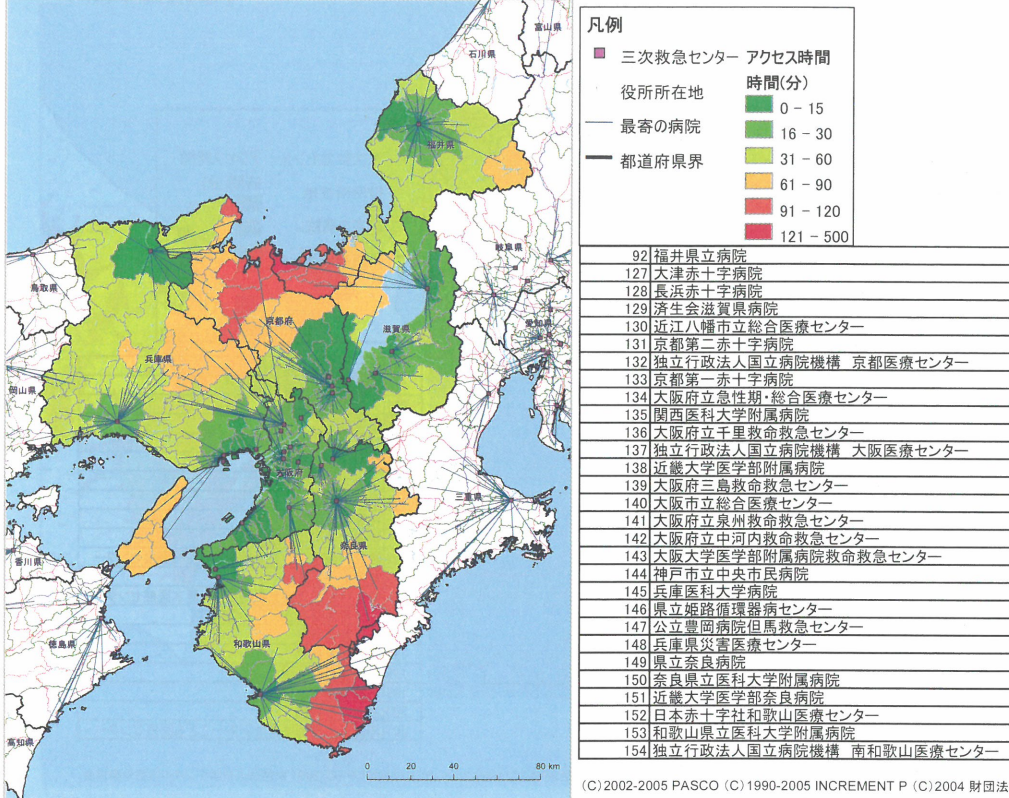 富山県
石川県
福井県
岐阜県
鳥取県
京都府
滋賀県
愛知県
兵庫県
岡山県
大阪府
三重県
奈良県
香川県
和歌山県
徳島県
高知県
0 20 40 80 km
凡例
三次救急センター
役所所在地
最寄の病院
都道府県界
アクセス時間
時間(分)
0 - 15
16 - 30
31 - 60
61 - 90
91 - 120
121 - 500
92 福井県立病院
127 大津赤十字病院
128 長浜赤十字病院
129 済生会滋賀県病院
130 近江八幡市立総合医療センター
131 京都第二赤十字病院
132 独立行政法人国立病院機構 京都医療センター
133 京都第一赤十字病院
134 大阪府立急性期・総合医療センター
135 関西医科大学附属病院
136 大阪府立千里救命救急センター
137 独立行政法人国立病院機構 大阪医療センター
138 近畿大学医学部附属病院
139 大阪府三島救命救急センター
140 大阪市立総合医療センター
141 大阪府立泉州救命救急センター
142 大阪府立中河内救命救急センター
143 大阪大学医学部附属病院救命救急センター
144 神戸市立中央市民病院
145 兵庫医科大学病院
146 県立姫路循環器病センター
147 公立豊岡病院但馬救急センター
148 兵庫県災害医療センター
149 県立奈良病院
150 奈良県立医科大学附属病院
151 近畿大学医学部奈良病院
152 日本赤十字社和歌山医療センター
153 和歌山県立医科大学附属病院
154 独立行政法人国立病院機構 南和歌山医療センター
(C)2002-2005 PASCO (C)1990-2005 INCREMENT P (C)2004 財団法